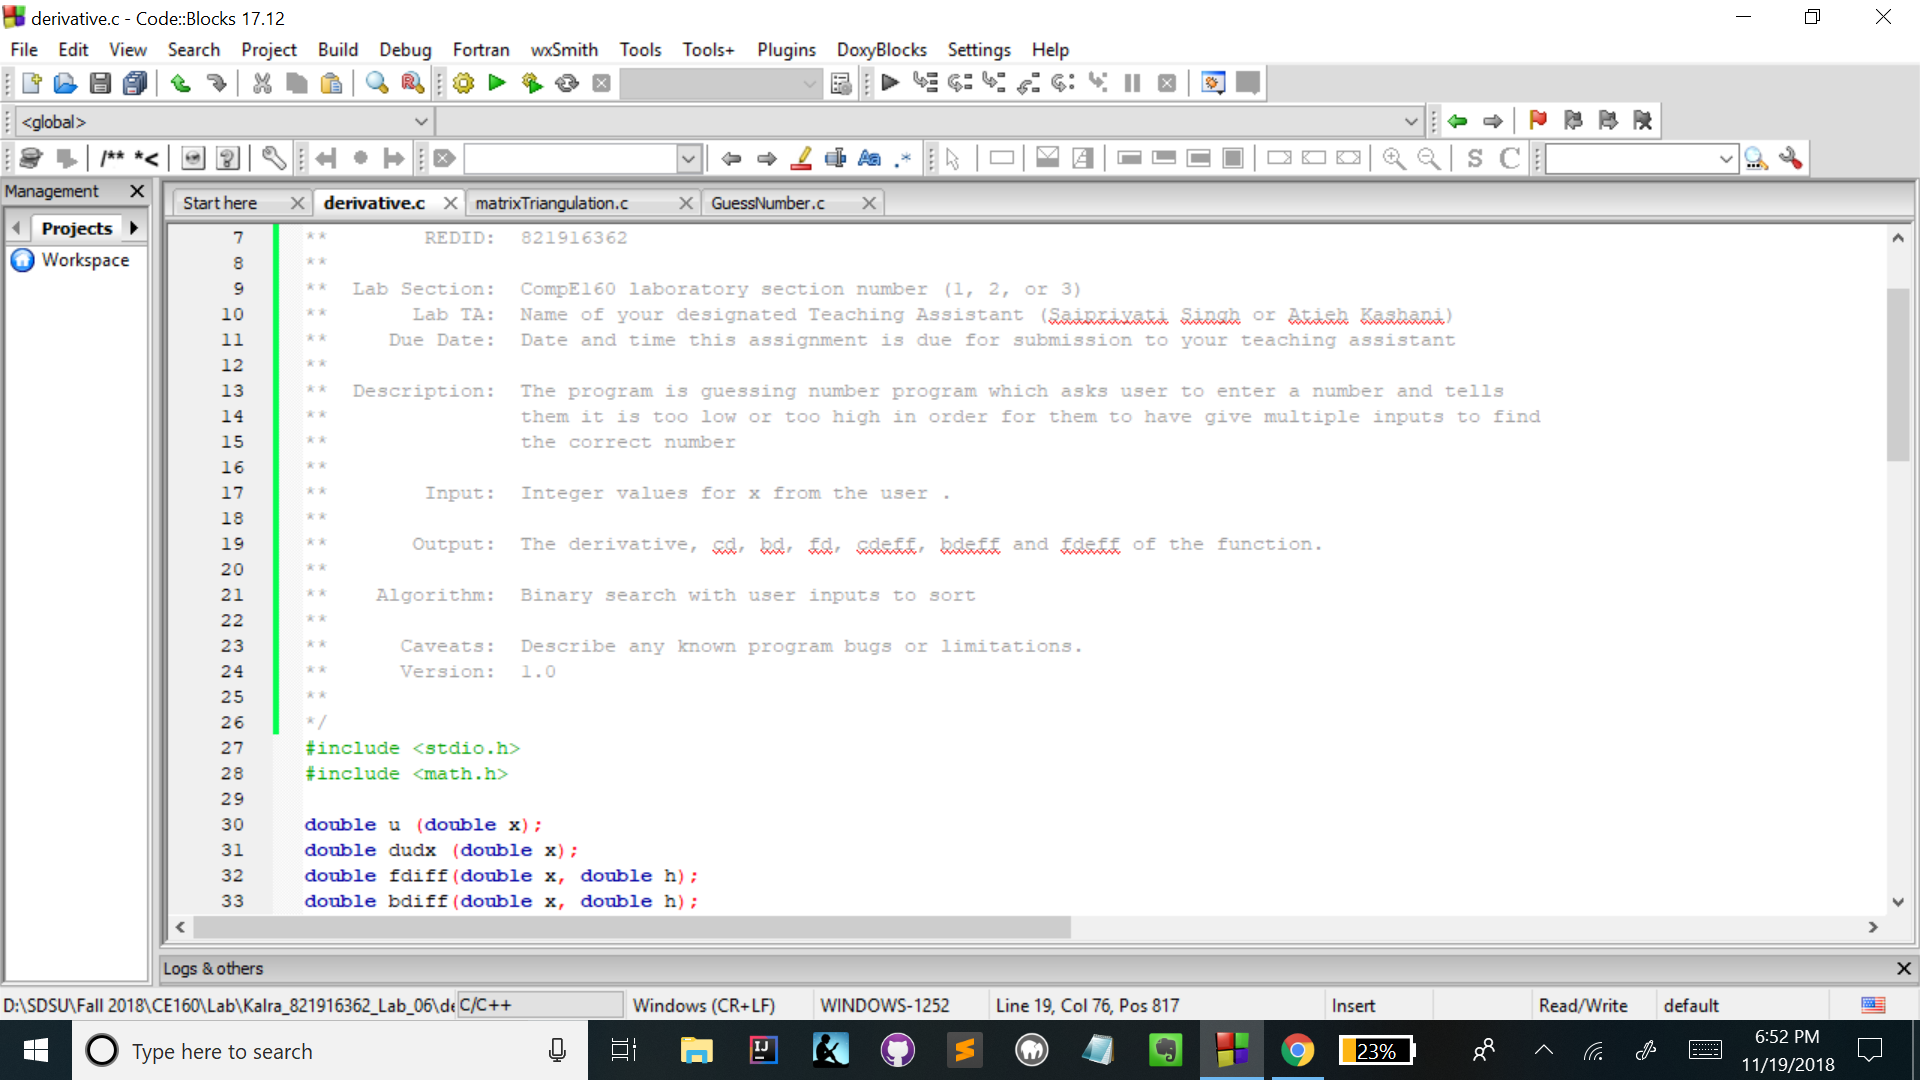 derivative.c - Code::Blocks 17.12
File Edit View Search Project Build Debug Fortran wxSmith Tools Tools+ Plugins DoxyBlocks Settings Help
<global>
/** *<
Aa .*
S C
Management
Start here derivative.c matrixTriangulation.c GuessNumber.c
Projects
Workspace
7 ** REDID: 821916362
8 **
9 ** Lab Section: CompE160 laboratory section number (1, 2, or 3)
10 ** Lab TA: Name of your designated Teaching Assistant (Saipriyati Singh or Atieh Kashani)
11 ** Due Date: Date and time this assignment is due for submission to your teaching assistant
12 **
13 ** Description: The program is guessing number program which asks user to enter a number and tells
14 ** them it is too low or too high in order for them to have give multiple inputs to find
15 ** the correct number
16 **
17 ** Input: Integer values for x from the user .
18 **
19 ** Output: The derivative, cd, bd, fd, cdeff, bdeff and fdeff of the function.
20 **
21 ** Algorithm: Binary search with user inputs to sort
22 **
23 ** Caveats: Describe any known program bugs or limitations.
24 ** Version: 1.0
25 **
26 */
27 #include <stdio.h>
28 #include <math.h>
29
30 double u (double x);
31 double dudx (double x);
32 double fdiff(double x, double h);
33 double bdiff(double x, double h);
Logs & others
D:\SDSU\Fall 2018\CE160\Lab\Kalra_821916362_Lab_06\de C/C++ Windows (CR+LF) WINDOWS-1252 Line 19, Col 76, Pos 817 Insert Read/Write default
Type here to search
IJ
23%
6:52 PM
11/19/2018